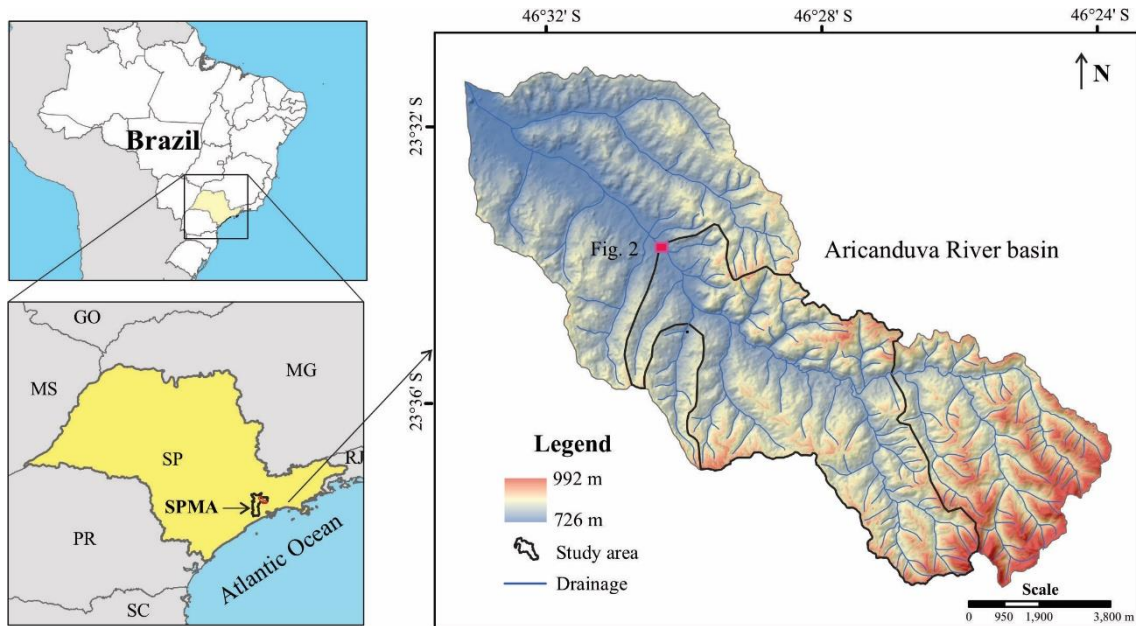 Brazil
GO
MS
MG
SP
RJ
SPMA
PR
SC
Atlantic Ocean
46°32' S
46°28' S
46°24' S
N
23°32' S
23°36' S
Fig. 2
Aricanduva River basin
Legend
992 m
726 m
Study area
Drainage
Scale
0 950 1,900 3,800 m